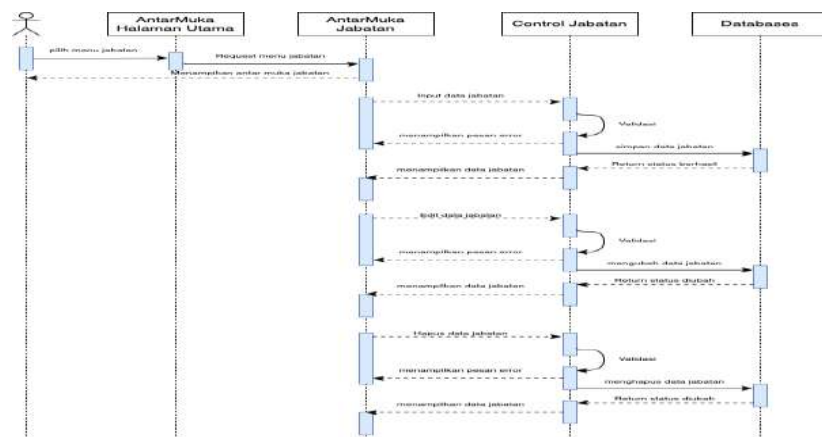 AntarMuka
Halaman Utama
AntarMuka
Jabatan
Control Jabatan
Databases
pilih menu jabatan
Request menu jabatan
Menampilkan antar muka jabatan
Input data jabatan
Validasi
menampilkan pesan error
simpan data jabatan
Return status berhasil
menampilkan data jabatan
Edit data jabatan
Validasi
menampilkan pesan error
mengubah data jabatan
Return status diubah
menampilkan data jabatan
Hapus data jabatan
Validasi
menampilkan pesan error
menghapus data jabatan
Return status diubah
menampilkan data jabatan